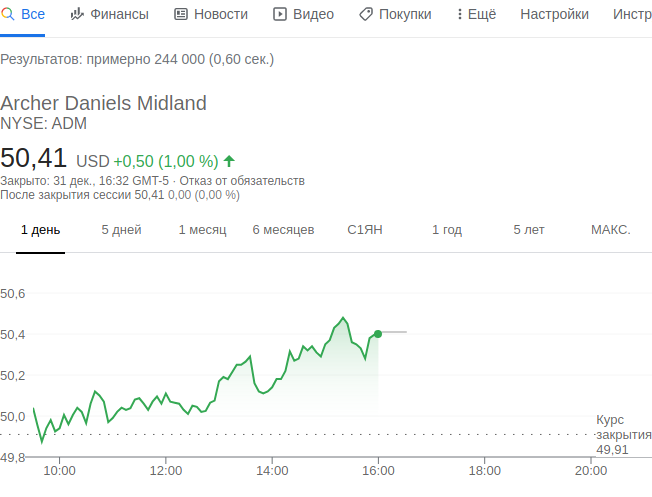 Все Финансы Новости Видео Покупки Ещё Настройки Инстр
Результатов: примерно 244 000 (0,60 сек.)
Archer Daniels Midland
NYSE: ADM
50,41 USD +0,50 (1,00 %)
Закрыто: 31 дек., 16:32 GMT-5 · Отказ от обязательств
После закрытия сессии 50,41 0,00 (0,00 %)
1 день 5 дней 1 месяц 6 месяцев С1ЯН 1 год 5 лет МАКС.
50,6
50,4
50,2
50,0
Курс
закрытия
49,91
49,8
10:00 12:00 14:00 16:00 18:00 20:00